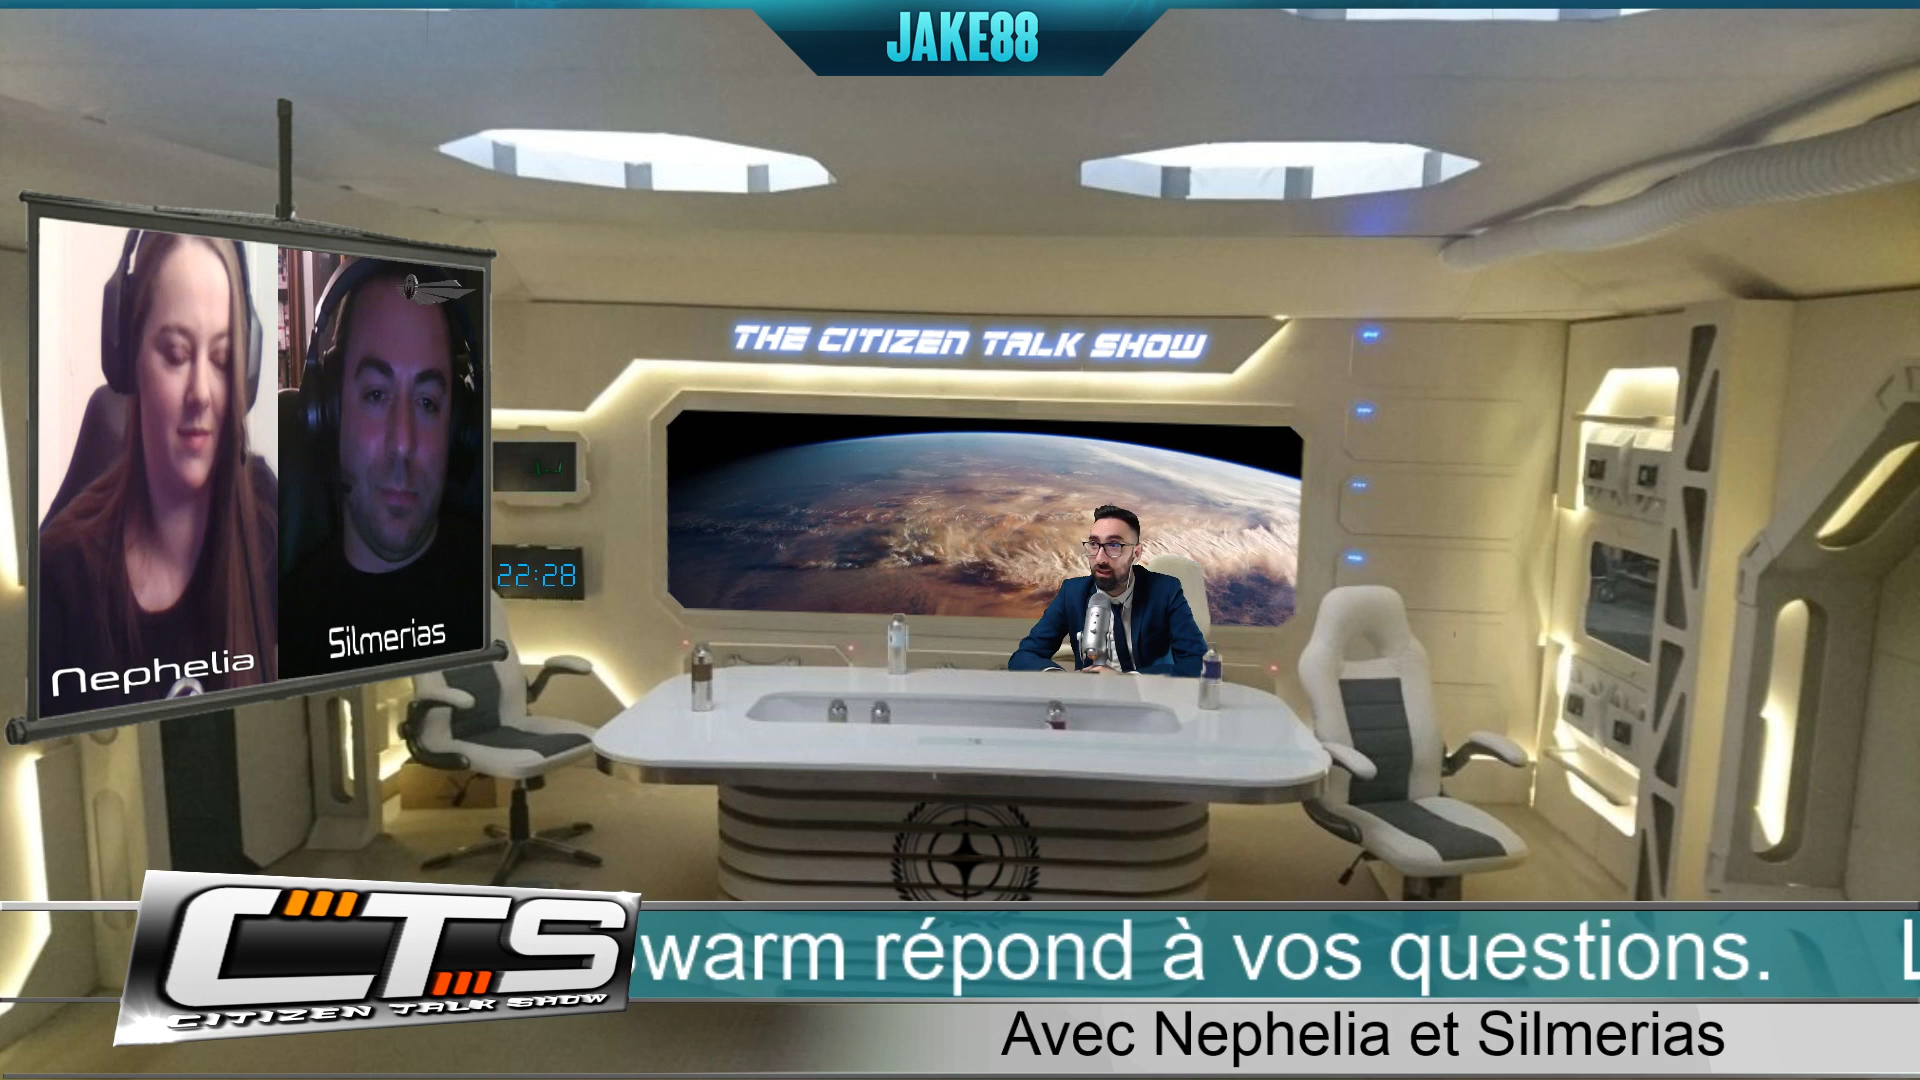 JAKE88
THE CITIZEN TALK SHOW
22:28
Nephelia
Silmerias
CTS
CITIZEN TALK SHOW
warm répond à vos questions. L
Avec Nephelia et Silmerias